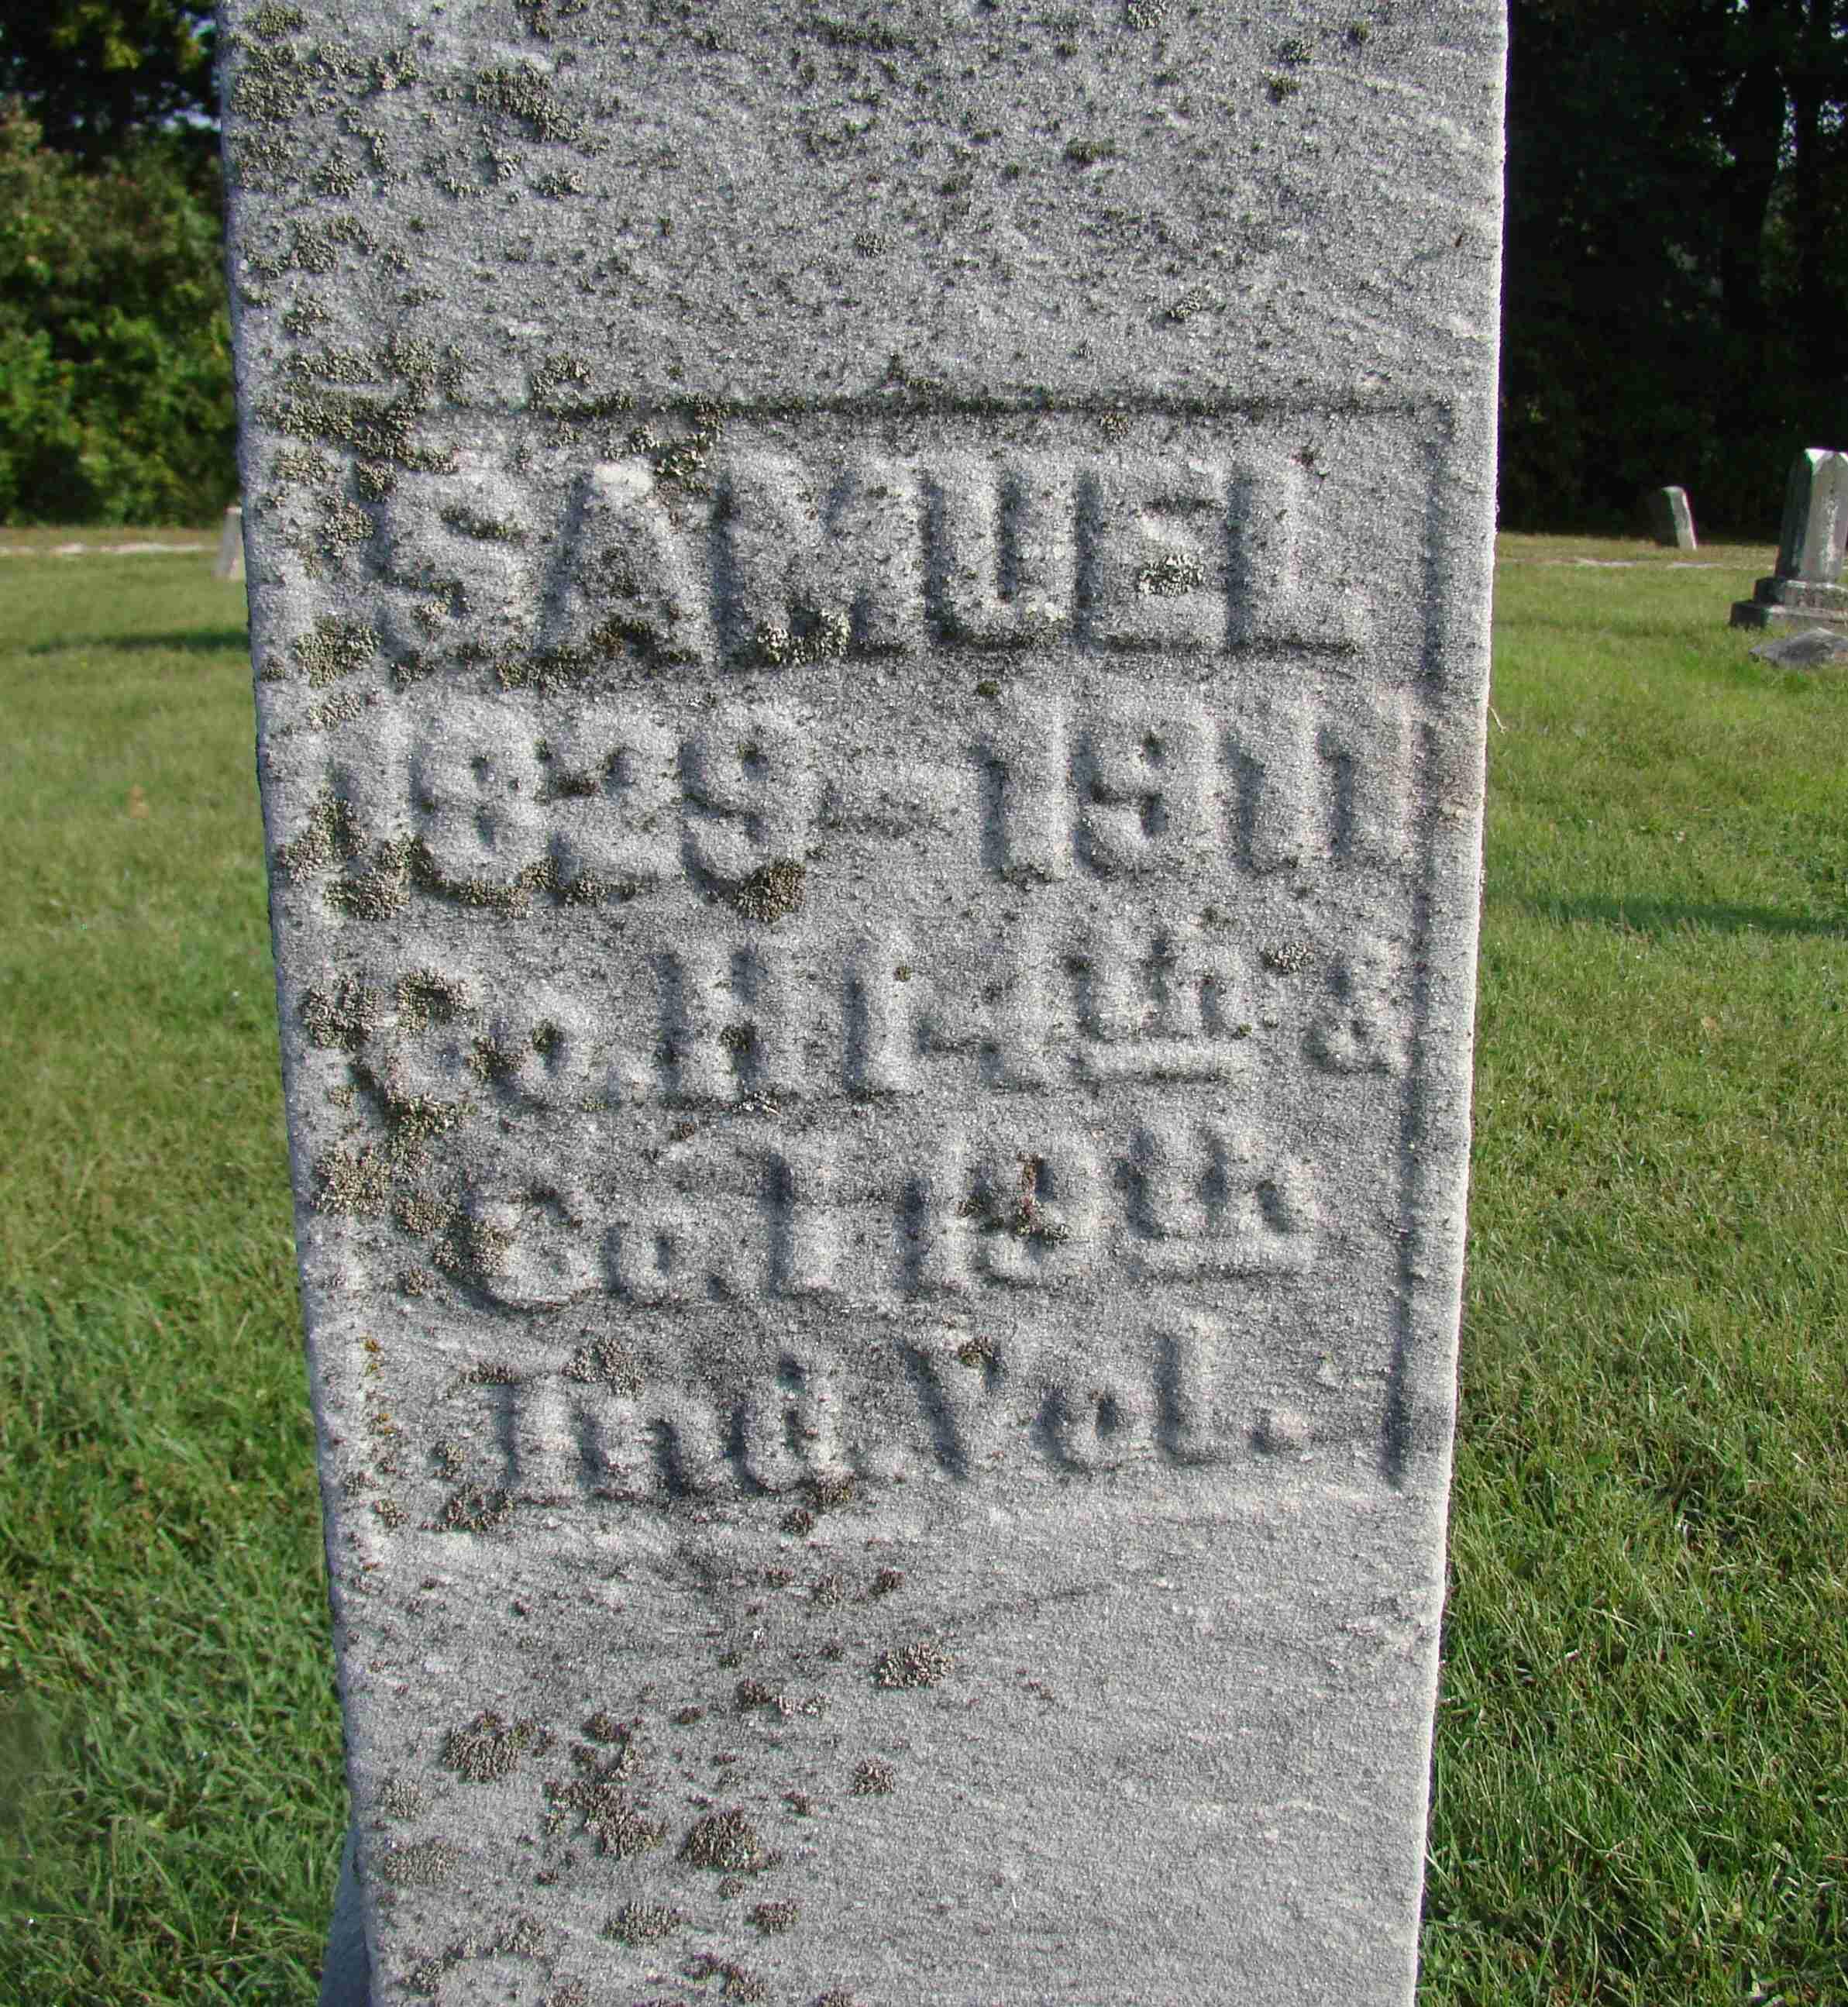 SAMUEL
1829-1911
Co. H 14th &
Co. I 19th
Ind. Vol.